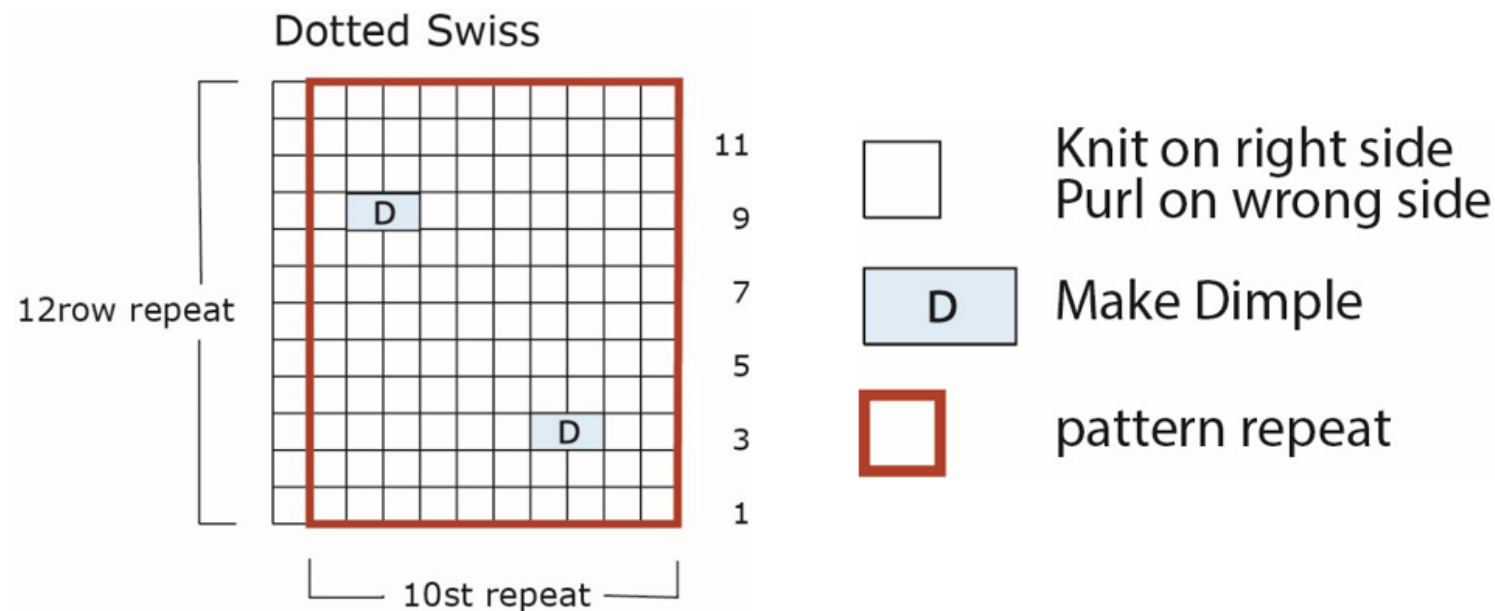 Dotted Swiss
11
D
9
7
12row repeat
5
D
3
1
10st repeat
Knit on right side
Purl on wrong side
D
Make Dimple
pattern repeat